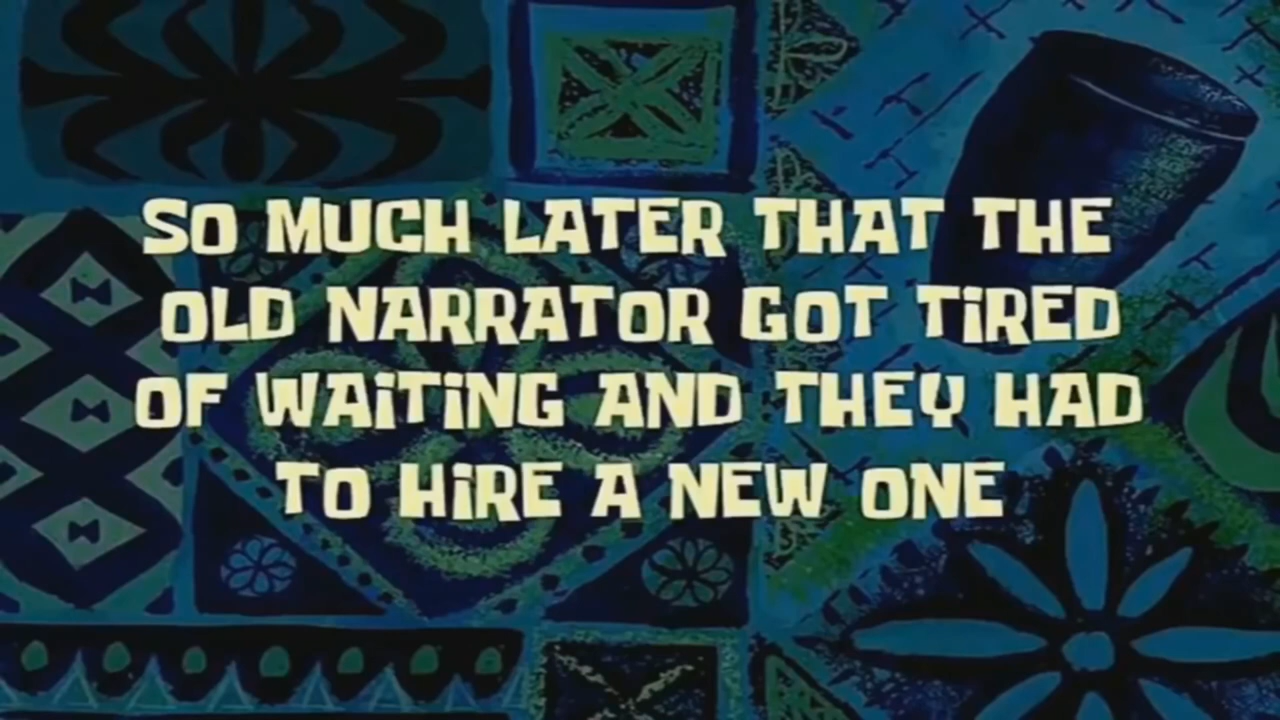 SO MUCH LATER THAT THE
OLD NARRATOR GOT TiRED
OF WAiTiNG AND THEY HAD
TO HiRE A NEW ONE